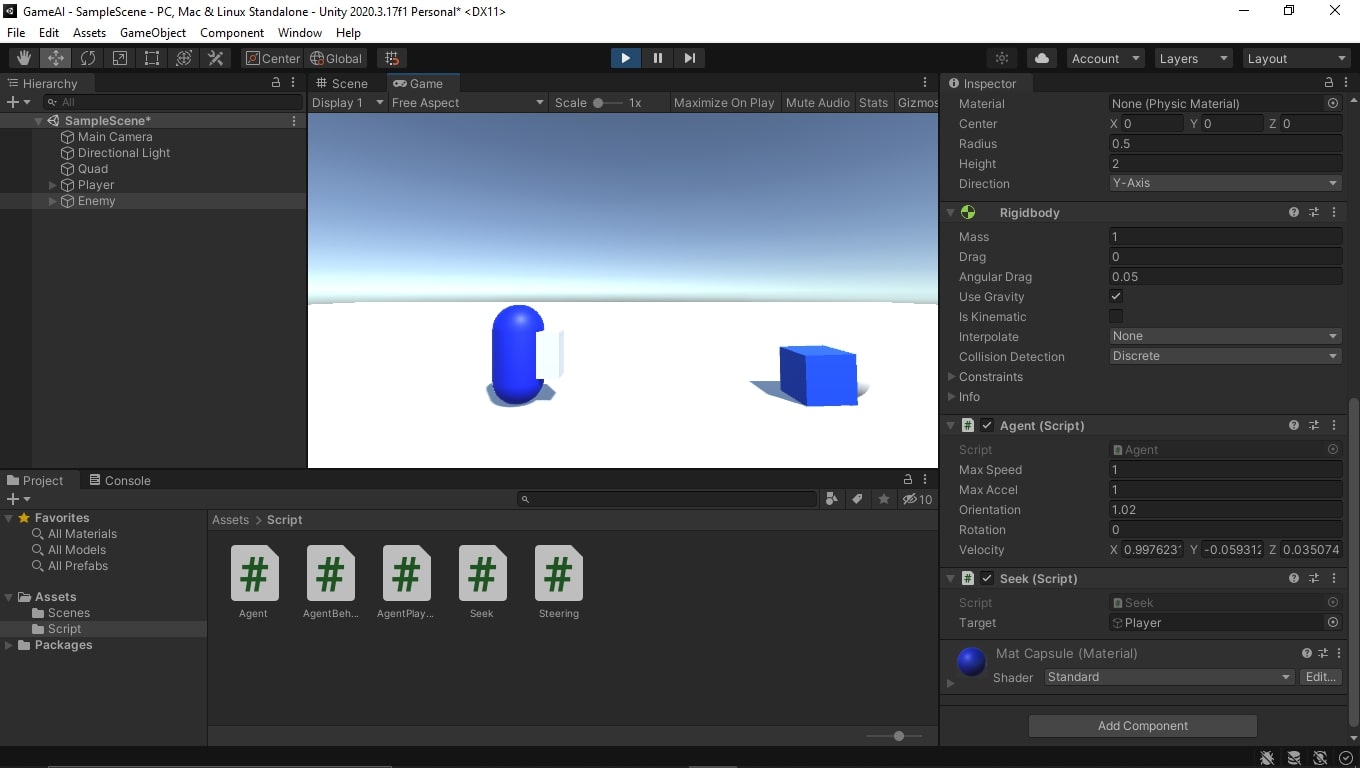 GameAI - SampleScene - PC, Mac & Linux Standalone - Unity 2020.3.17f1 Personal* <DX11>
File Edit Assets GameObject Component Window Help
Center Global Account Layers Layout
Hierarchy
All
SampleScene*
Main Camera
Directional Light
Quad
Player
Enemy
Scene Game
Display 1 Free Aspect Scale 1x Maximize On Play Mute Audio Stats Gizmos
Inspector
Material None (Physic Material)
Center X 0 Y 0 Z 0
Radius 0.5
Height 2
Direction Y-Axis
Rigidbody
Mass 1
Drag 0
Angular Drag 0.05
Use Gravity
Is Kinematic
Interpolate None
Collision Detection Discrete
Constraints
Info
Agent (Script)
Script # Agent
Max Speed 1
Max Accel 1
Orientation 1.02
Rotation 0
Velocity X 0.997623 Y -0.059312 Z 0.035074
Seek (Script)
Script # Seek
Target Player
Mat Capsule (Material)
Shader Standard Edit...
Add Component
Project Console
10
Favorites
All Materials
All Models
All Prefabs
Assets
Scenes
Script
Packages
Assets > Script
# # # # #
Agent AgentBeh... AgentPlay... Seek Steering